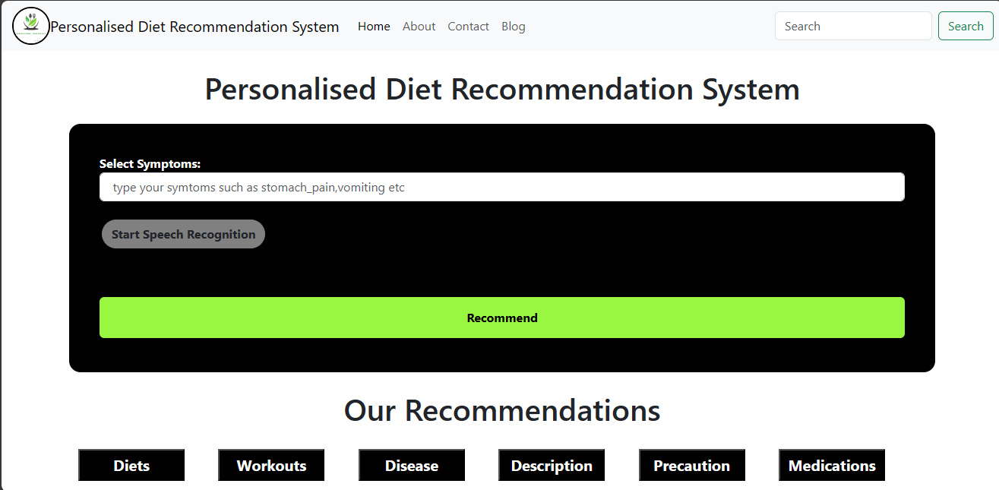 Personalised Diet Recommendation System Home About Contact Blog Search Search
Personalised Diet Recommendation System
Select Symptoms:
type your symtoms such as stomach_pain,vomiting etc
Start Speech Recognition
Recommend
Our Recommendations
Diets Workouts Disease Description Precaution Medications